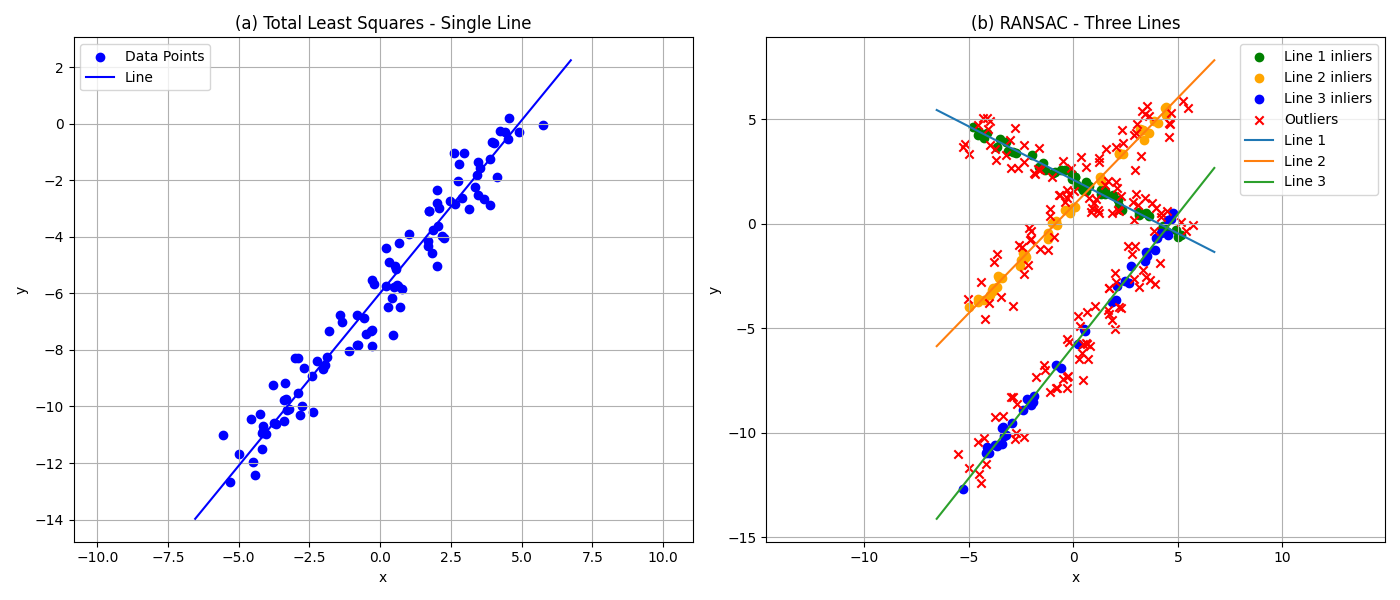 (a) Total Least Squares - Single Line
Data Points
Line
2
0
−2
−4
−6
−8
−10
−12
−14
y
−10.0 −7.5 −5.0 −2.5 0.0 2.5 5.0 7.5 10.0
x
(b) RANSAC - Three Lines
Line 1 inliers
Line 2 inliers
Line 3 inliers
Outliers
Line 1
Line 2
Line 3
5
0
−5
−10
−15
y
−10 −5 0 5 10
x